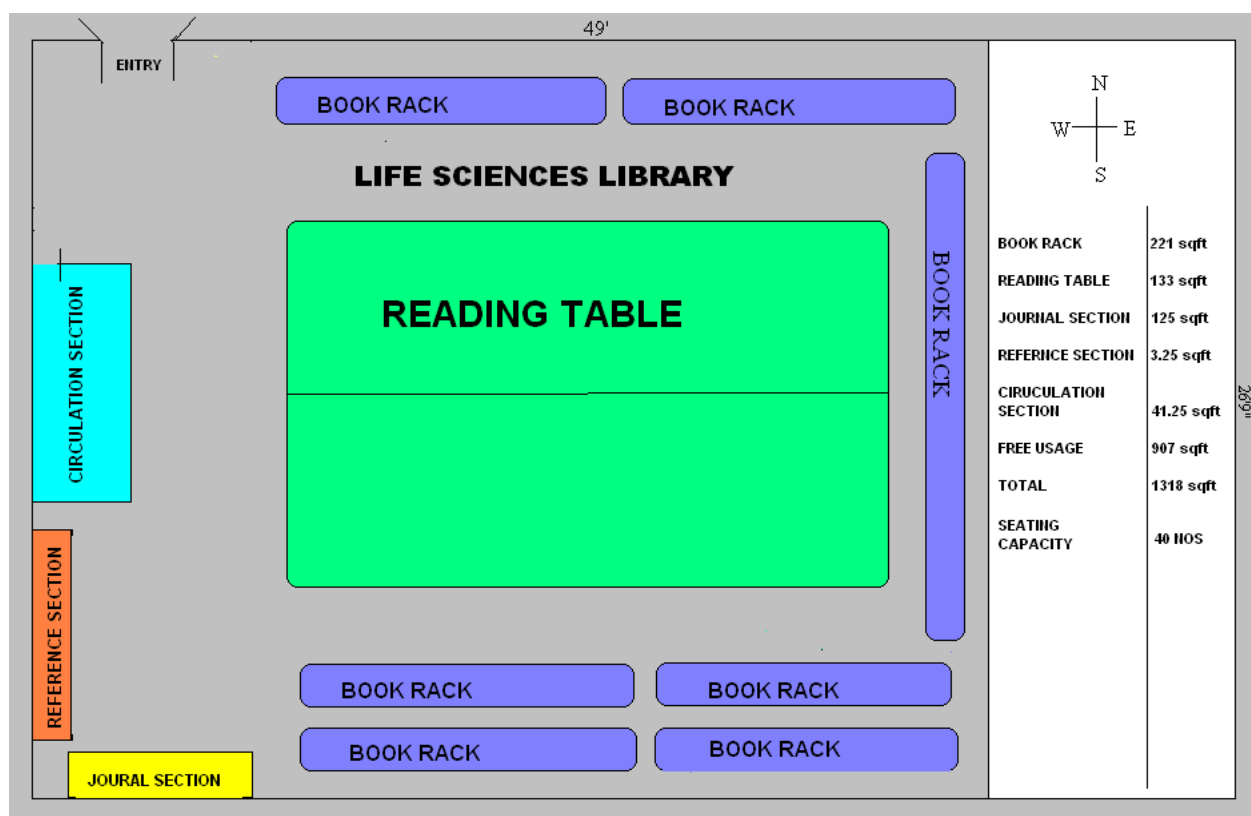 49'
ENTRY
BOOK RACK
BOOK RACK
LIFE SCIENCES LIBRARY
READING TABLE
BOOK RACK
CIRCULATION SECTION
REFERENCE SECTION
BOOK RACK
BOOK RACK
BOOK RACK
BOOK RACK
JOURAL SECTION
N
W E
S
BOOK RACK 221 sqft
READING TABLE 133 sqft
JOURNAL SECTION 125 sqft
REFERNCE SECTION 3.25 sqft
CIRUCULATION
SECTION 41.25 sqft
FREE USAGE 907 sqft
TOTAL 1318 sqft
SEATING
CAPACITY 40 NOS
26'9"